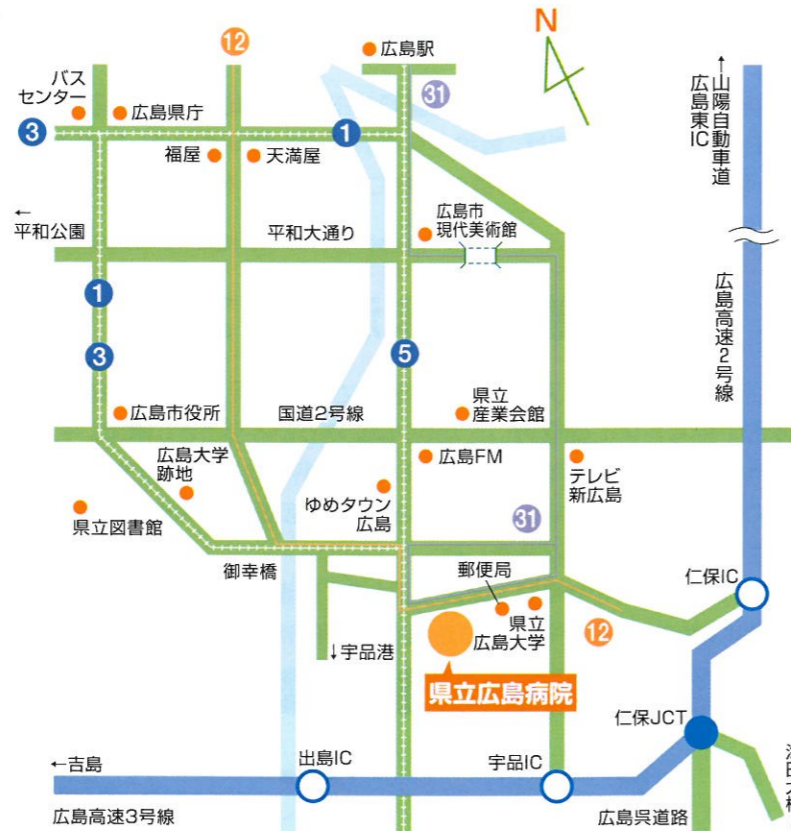 N
⑫
広島駅
㉛
バス
センター
広島県庁
③
①
福屋
天満屋
↑山陽自動車道
広島東IC
←
平和公園
平和大通り
広島市
現代美術館
①
③
⑤
広島高速2号線
広島市役所
国道2号線
県立
産業会館
広島大学
跡地
広島FM
テレビ
新広島
県立図書館
ゆめタウン
広島
㉛
御幸橋
郵便局
仁保IC
県立
広島大学
⑫
↓宇品港
県立広島病院
仁保JCT
←吉島
出島IC
宇品IC
広島高速3号線
広島呉道路